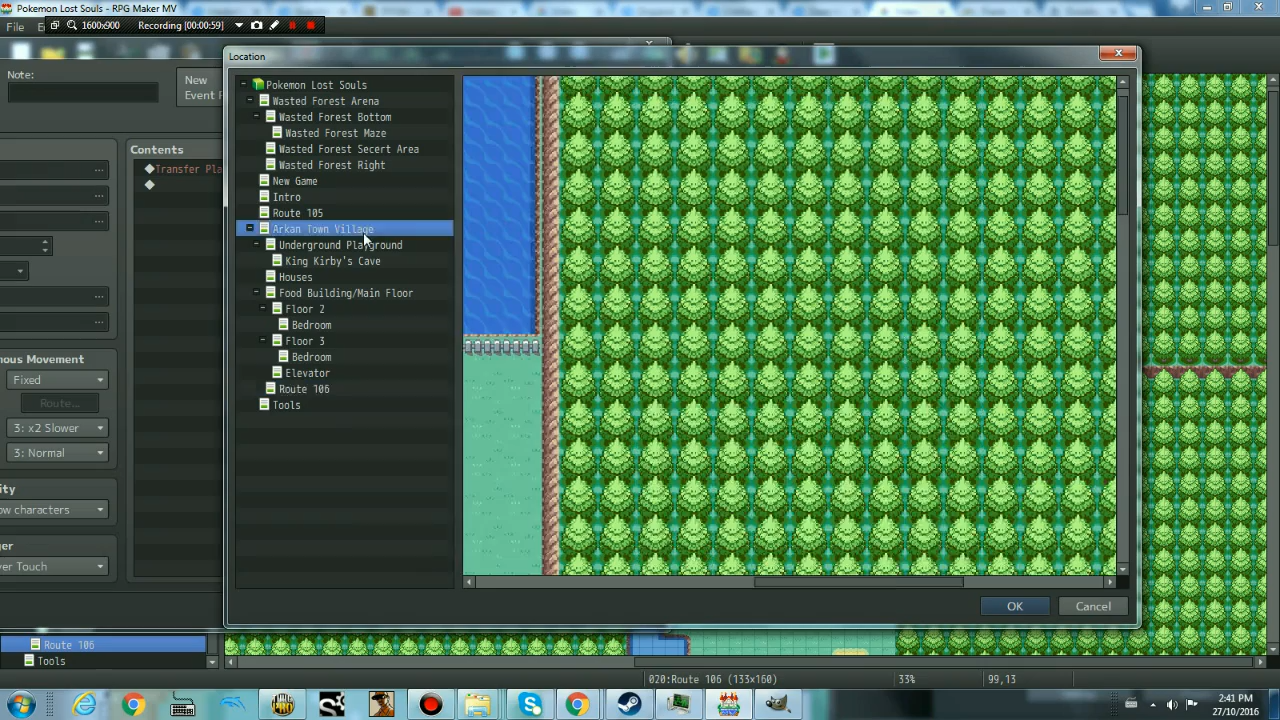 Pokemon Lost Souls - RPG Maker MV
File
1600x900
Recording [00:00:59]
Location
Note:
New
Event
Contents
◆Transfer Pla
◆
nous Movement
Fixed
Route...
3: x2 Slower
3: Normal
ow characters
yer Touch
Pokemon Lost Souls
Wasted Forest Arena
Wasted Forest Bottom
Wasted Forest Maze
Wasted Forest Secert Area
Wasted Forest Right
New Game
Intro
Route 105
Arkan Town Village
Underground Playground
King Kirby's Cave
Houses
Food Building/Main Floor
Floor 2
Bedroom
Floor 3
Bedroom
Elevator
Route 106
Tools
OK
Cancel
Route 106
Tools
020:Route 106 (133x160)
33%
99,13
2:41 PM
27/10/2016